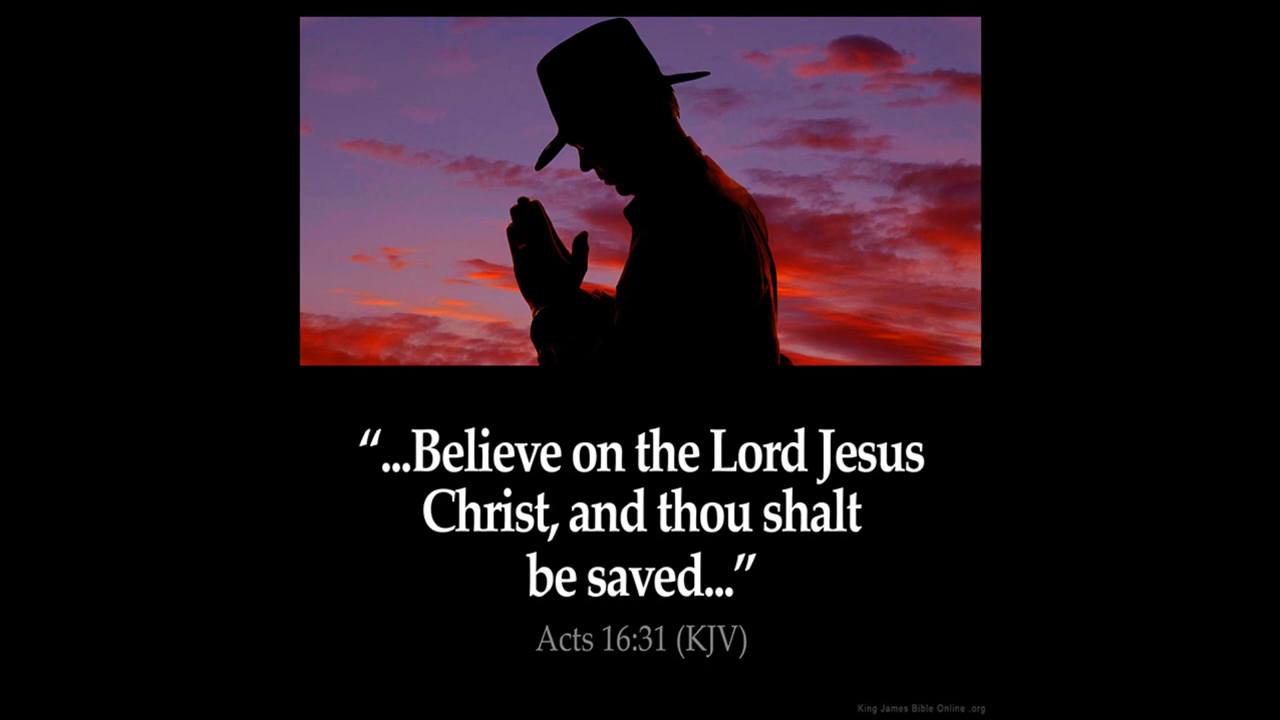 “...Believe on the Lord Jesus
Christ, and thou shalt
be saved...”
Acts 16:31 (KJV)
King James Bible Online .org